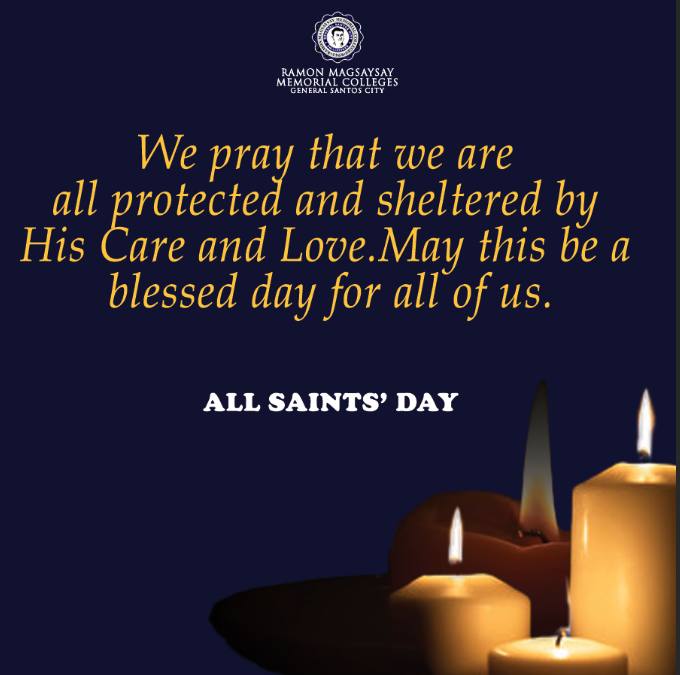 RAMON MAGSAYSAY
MEMORIAL COLLEGES
GENERAL SANTOS CITY
We pray that we are
all protected and sheltered by
His Care and Love.May this be a
blessed day for all of us.
ALL SAINTS’ DAY